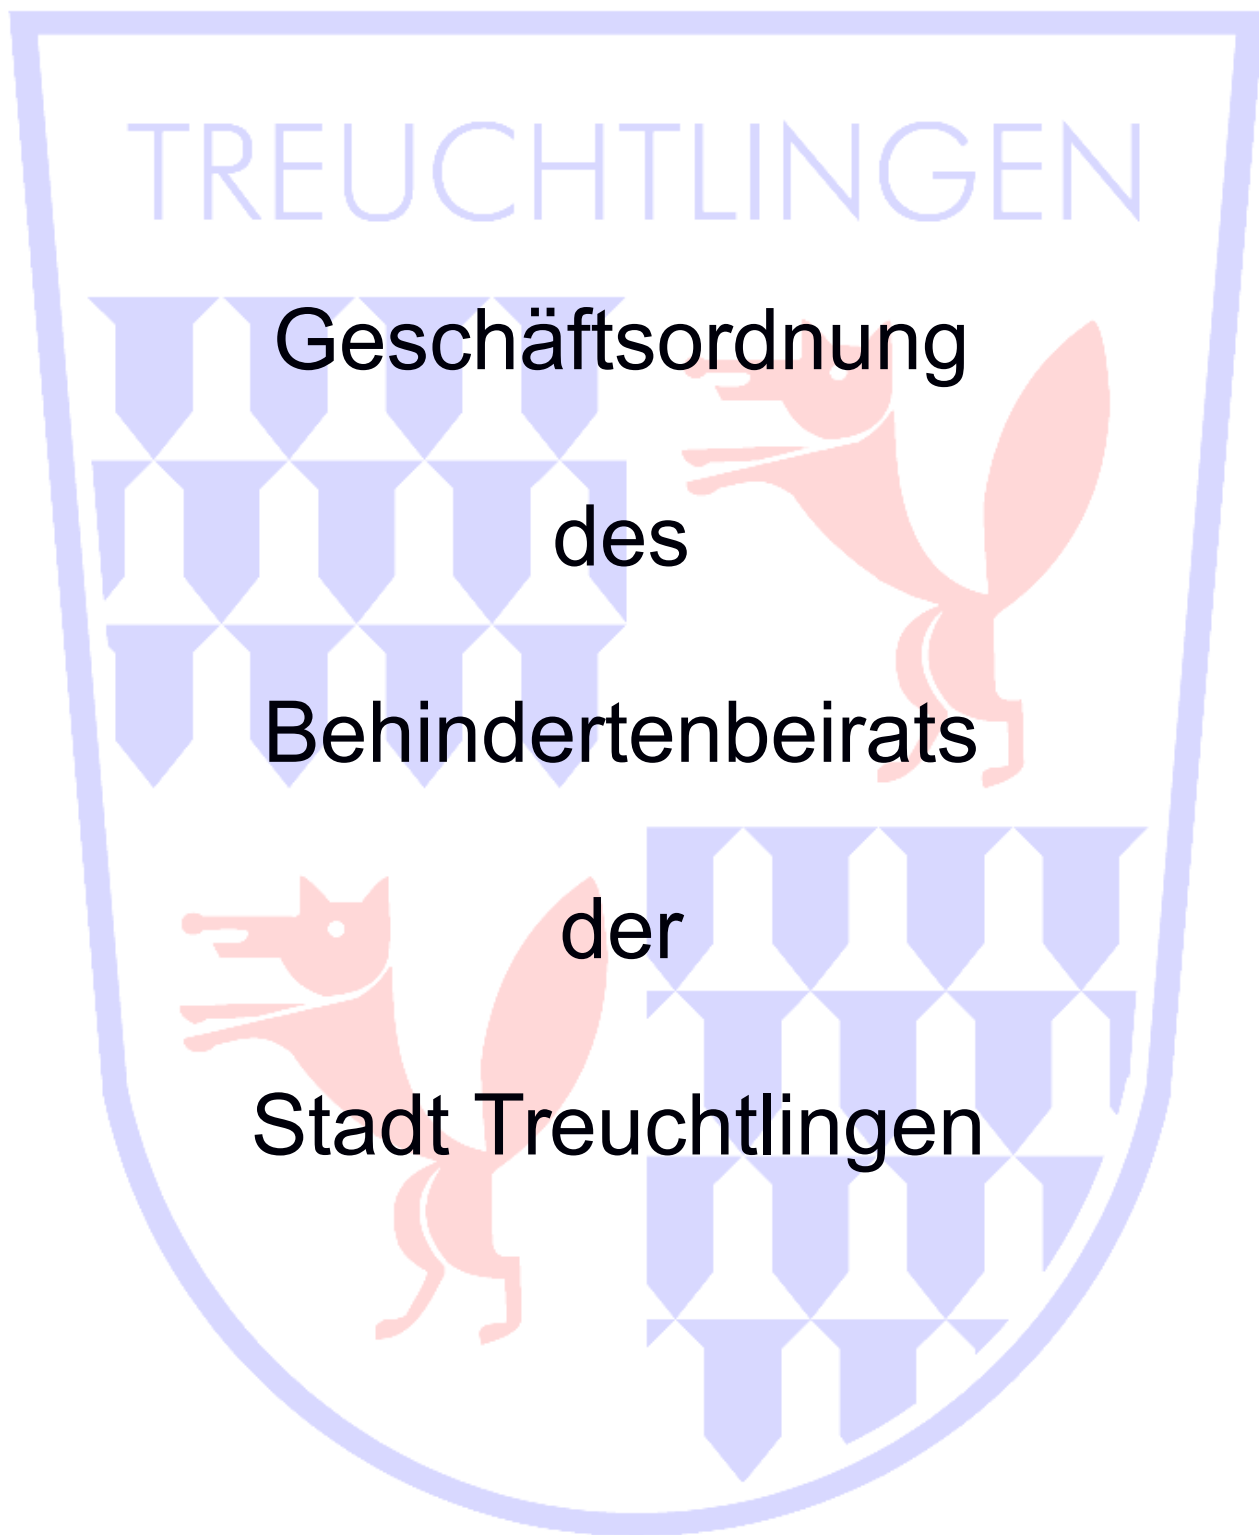 TREUCHTLINGEN
Geschäftsordnung
des
Behindertenbeirats
der
Stadt Treuchtlingen